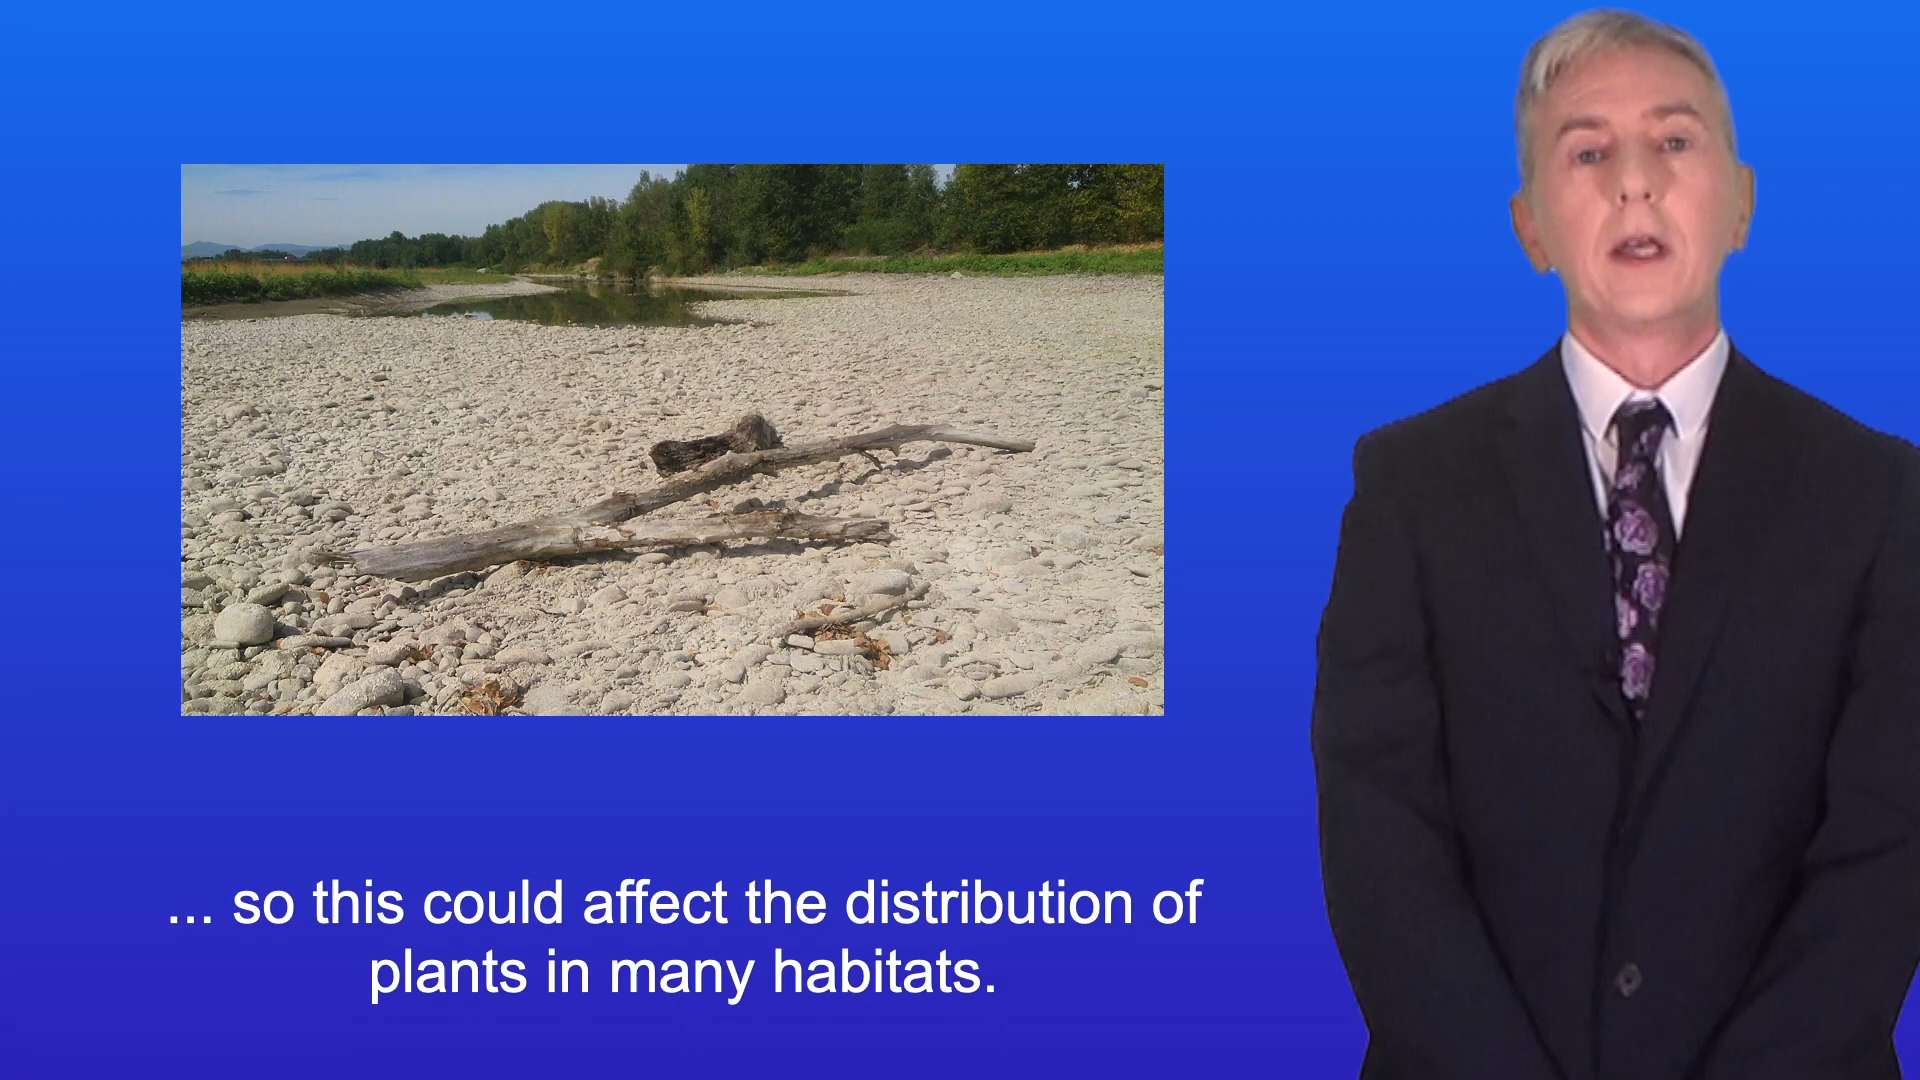 ... so this could affect the distribution of
plants in many habitats.